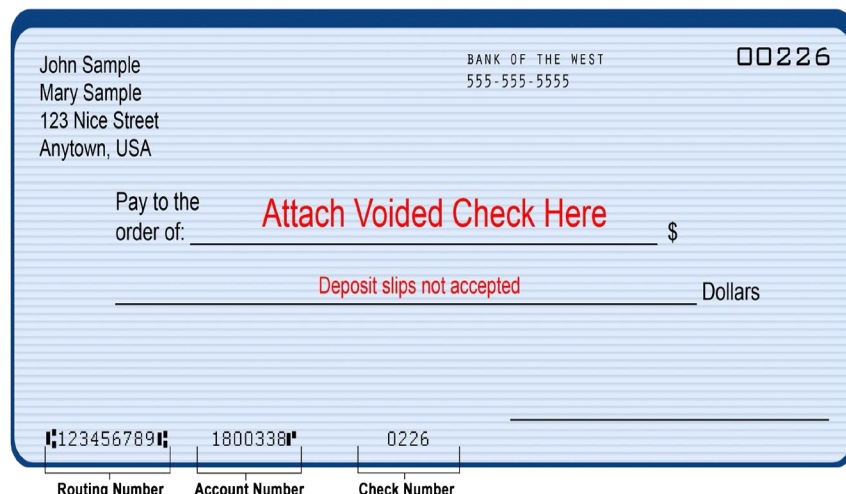 John Sample
Mary Sample
123 Nice Street
Anytown, USA
BANK OF THE WEST
555-555-5555
00226
Pay to the
order of: Attach Voided Check Here $
Deposit slips not accepted Dollars
⑆123456789⑆ 1800338⑈ 0226
Routing Number Account Number Check Number